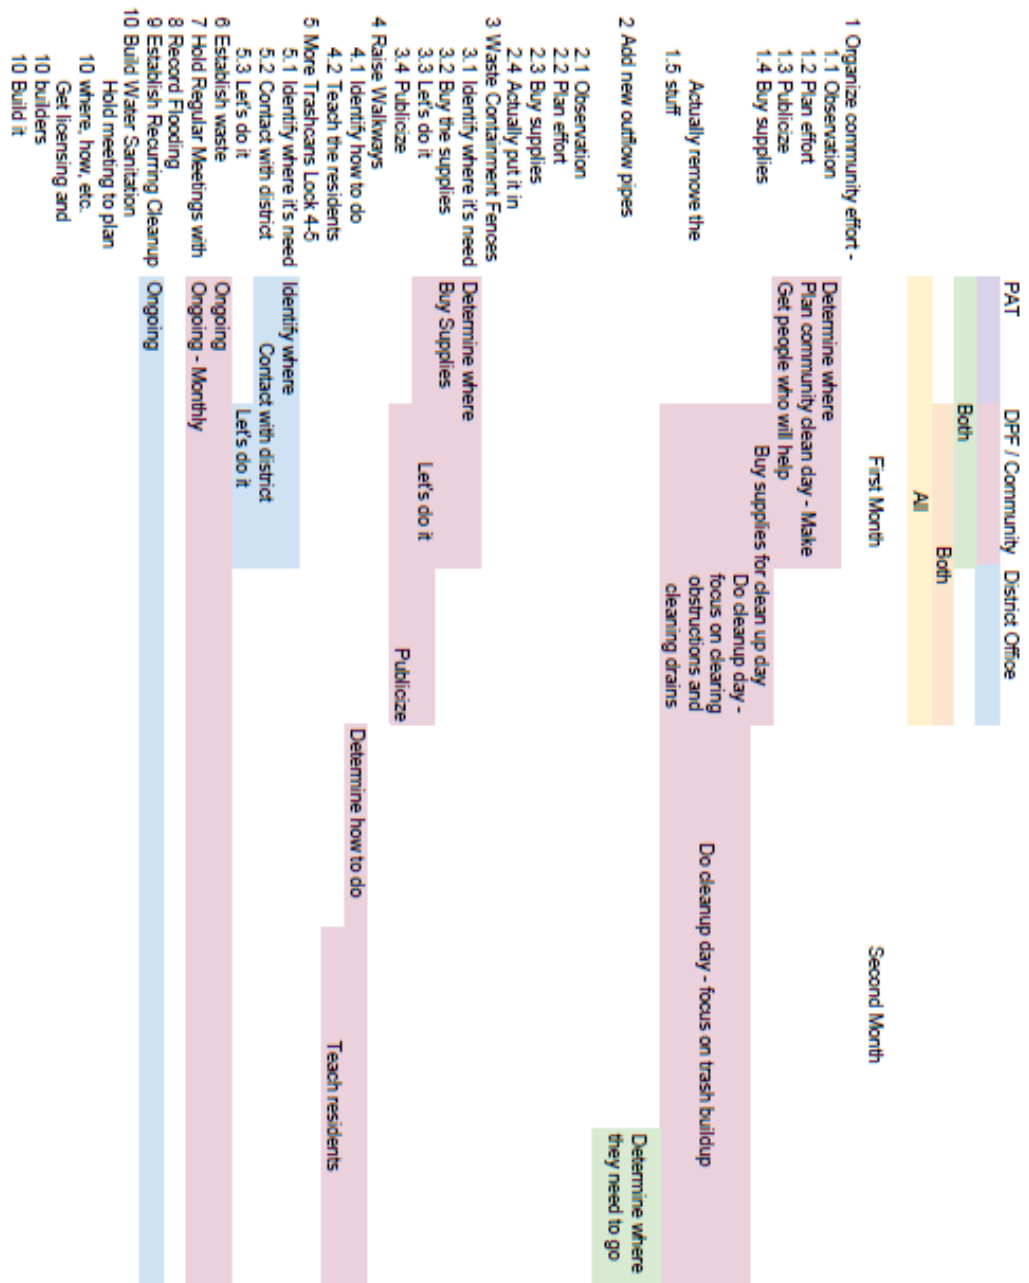 PAT
DPF / Community
District Office
Both
Both
All
First Month
Second Month
1 Organize community effort -
1.1 Observation
Determine where
1.2 Plan effort
Plan community clean day - Make
1.3 Publicize
Get people who will help
1.4 Buy supplies
Buy supplies for clean up day
Actually remove the
1.5 stuff
Do cleanup day -
focus on clearing
obstructions and
cleaning drains
Do cleanup day - focus on trash buildup
2 Add new outflow pipes
Determine where
they need to go
2.1 Observation
2.2 Plan effort
2.3 Buy supplies
2.4 Actually put it in
3 Waste Containment Fences
3.1 Identify where it's need
Determine where
3.2 Buy the supplies
Buy Supplies
3.3 Let's do it
Let's do it
3.4 Publicize
Publicize
4 Raise Walkways
4.1 Identify how to do
Determine how to do
4.2 Teach the residents
Teach residents
5 More Trashcans Lock 4-5
5.1 Identify where it's need
Identify where
5.2 Contact with district
Contact with district
5.3 Let's do it
Let's do it
6 Establish waste
Ongoing
7 Hold Regular Meetings with
Ongoing - Monthly
8 Record Flooding
9 Establish Recurring Cleanup
Ongoing
10 Build Water Sanitation
Hold meeting to plan
10 where, how, etc.
Get licensing and
10 builders
10 Build it